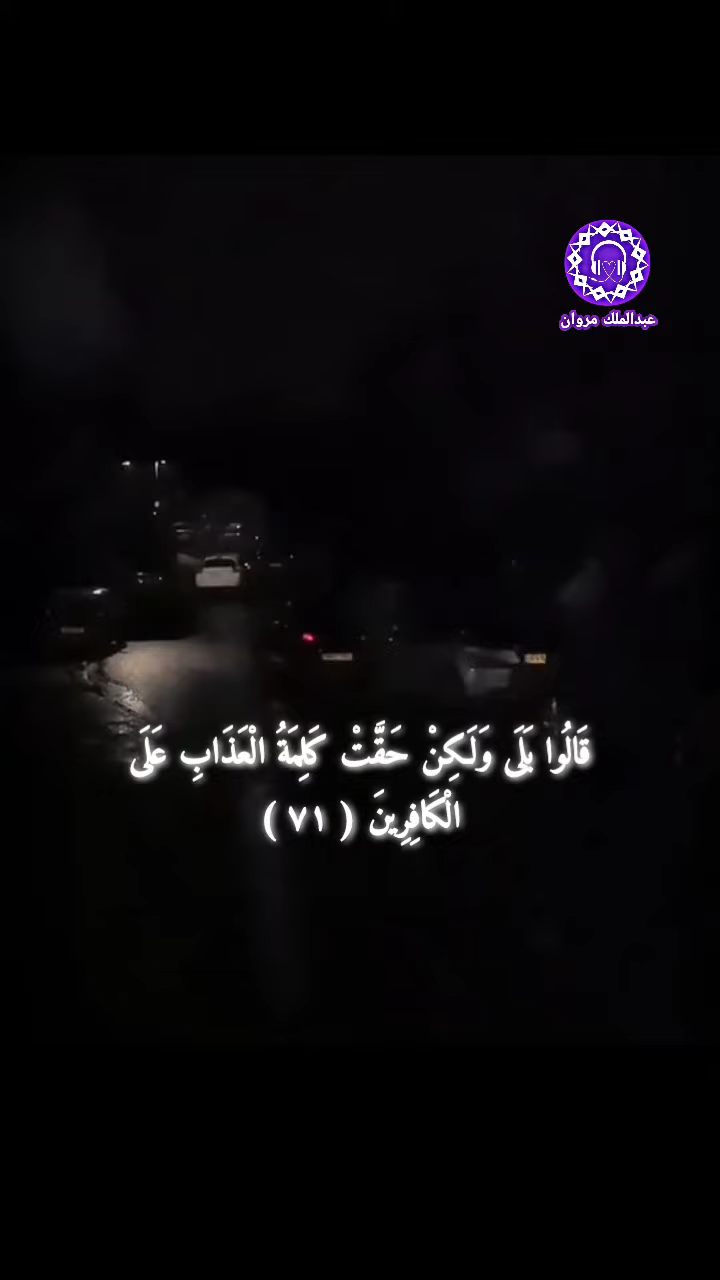 عبدالملك مروان
قَالُوا بَلَى وَلَكِنْ حَقَّتْ كَلِمَةُ الْعَذَابِ عَلَى
الْكَافِرِينَ ( ٧١ )